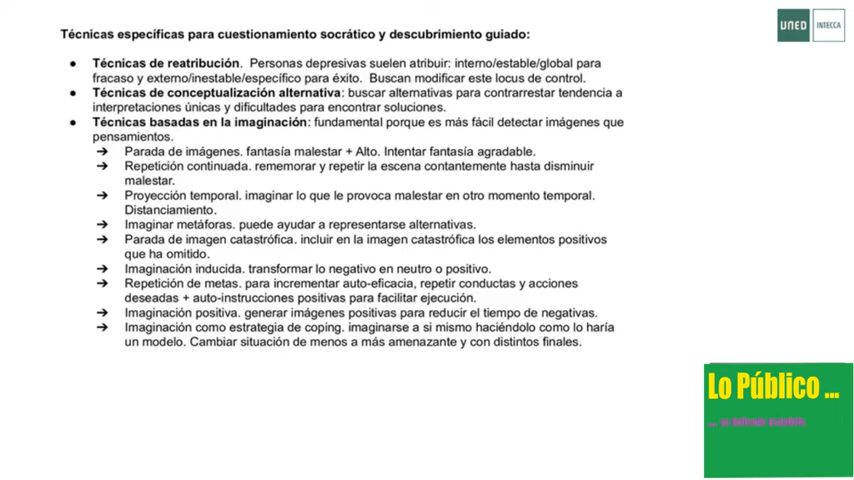 UNED INTECCA
Técnicas específicas para cuestionamiento socrático y descubrimiento guiado:
● Técnicas de reatribución. Personas depresivas suelen atribuir: interno/estable/global para
fracaso y externo/inestable/específico para éxito. Buscan modificar este locus de control.
● Técnicas de conceptualización alternativa: buscar alternativas para contrarrestar tendencia a
interpretaciones únicas y dificultades para encontrar soluciones.
● Técnicas basadas en la imaginación: fundamental porque es más fácil detectar imágenes que
pensamientos.
➔ Parada de imágenes. fantasía malestar + Alto. Intentar fantasía agradable.
➔ Repetición continuada. rememorar y repetir la escena contantemente hasta disminuir
malestar.
➔ Proyección temporal. imaginar lo que le provoca malestar en otro momento temporal.
Distanciamiento.
➔ Imaginar metáforas. puede ayudar a representarse alternativas.
➔ Parada de imagen catastrófica. incluir en la imagen catastrófica los elementos positivos
que ha omitido.
➔ Imaginación inducida. transformar lo negativo en neutro o positivo.
➔ Repetición de metas. para incrementar auto-eficacia, repetir conductas y acciones
deseadas + auto-instrucciones positivas para facilitar ejecución.
➔ Imaginación positiva. generar imágenes positivas para reducir el tiempo de negativas.
➔ Imaginación como estrategia de coping. imaginarse a si mismo haciéndolo como lo haría
un modelo. Cambiar situación de menos a más amenazante y con distintos finales.
Lo Público ...